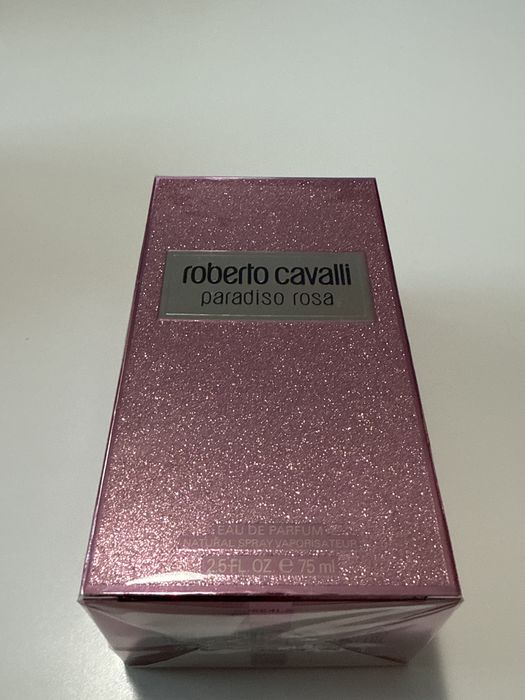 roberto cavalli
paradiso rosa
EAU DE PARFUM
NATURAL SPRAY VAPORISATEUR
2.5 FL. OZ ℮ 75 ml